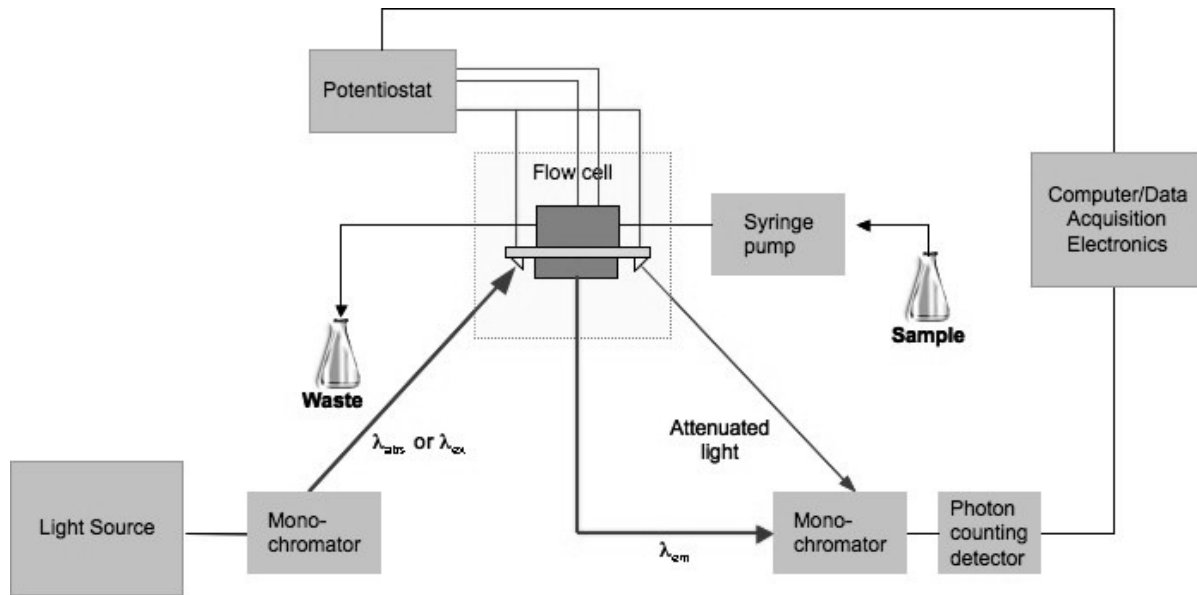 Potentiostat
Flow cell
Syringe
pump
Computer/Data
Acquisition
Electronics
Sample
Waste
λabs or λex
Attenuated
light
Light Source
Mono-
chromator
Mono-
chromator
Photon
counting
detector
λem